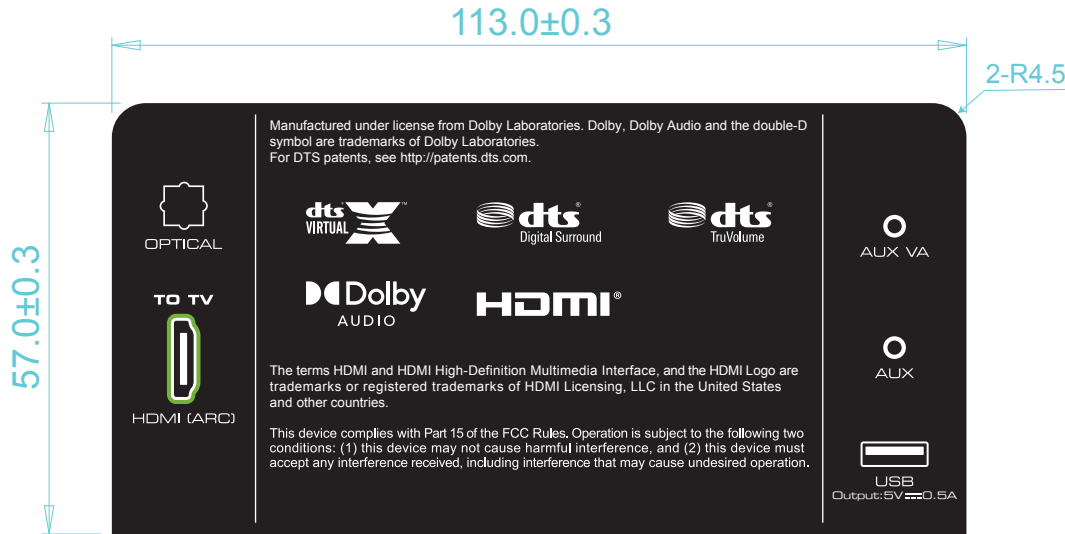 113.0±0.3
2-R4.5
57.0±0.3
Manufactured under license from Dolby Laboratories. Dolby, Dolby Audio and the double-D
symbol are trademarks of Dolby Laboratories.
For DTS patents, see http://patents.dts.com.
OPTICAL
dts® X™
VIRTUAL
dts®
Digital Surround
dts®
TruVolume
AUX VA
TO TV
Dolby
AUDIO
HDMI®
AUX
HDMI (ARC)
The terms HDMI and HDMI High-Definition Multimedia Interface, and the HDMI Logo are
trademarks or registered trademarks of HDMI Licensing, LLC in the United States
and other countries.
This device complies with Part 15 of the FCC Rules. Operation is subject to the following two
conditions: (1) this device may not cause harmful interference, and (2) this device must
accept any interference received, including interference that may cause undesired operation.
USB
Output:5V⎓0.5A